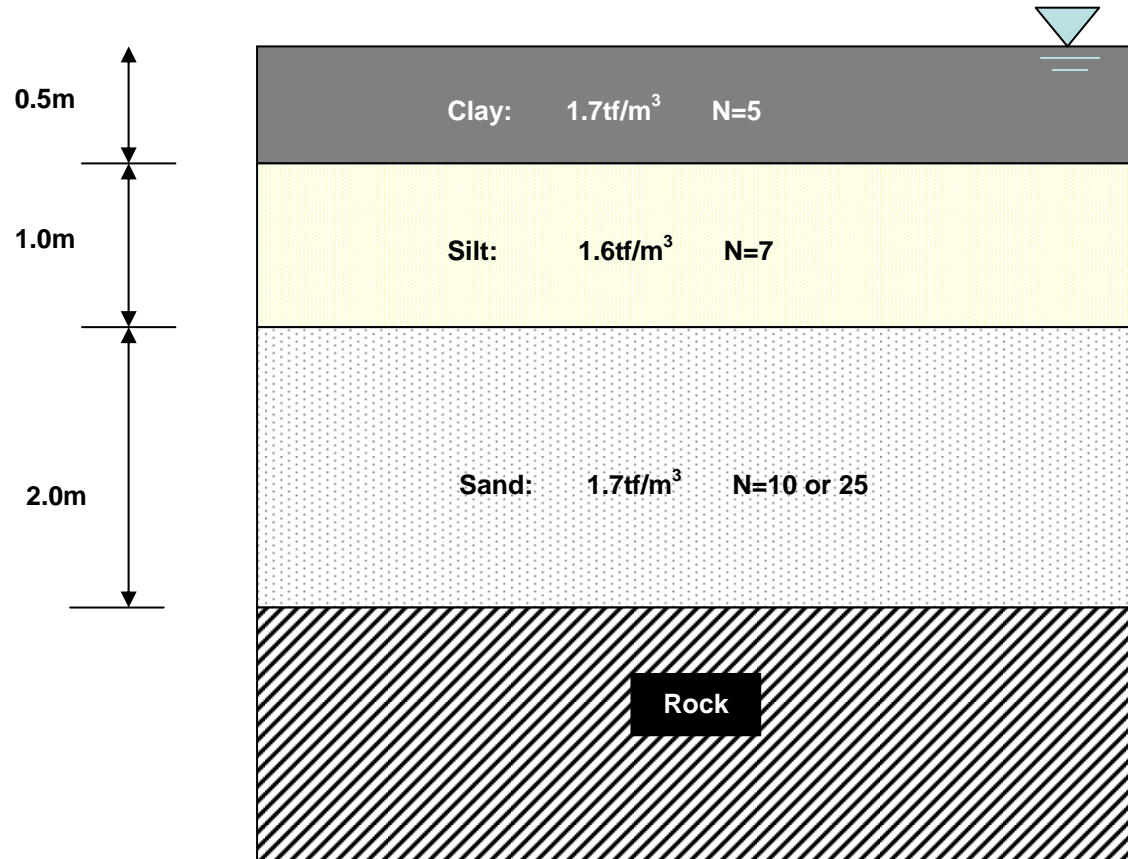 0.5m
Clay: 1.7tf/m³ N=5
1.0m
Silt: 1.6tf/m³ N=7
2.0m
Sand: 1.7tf/m³ N=10 or 25
Rock